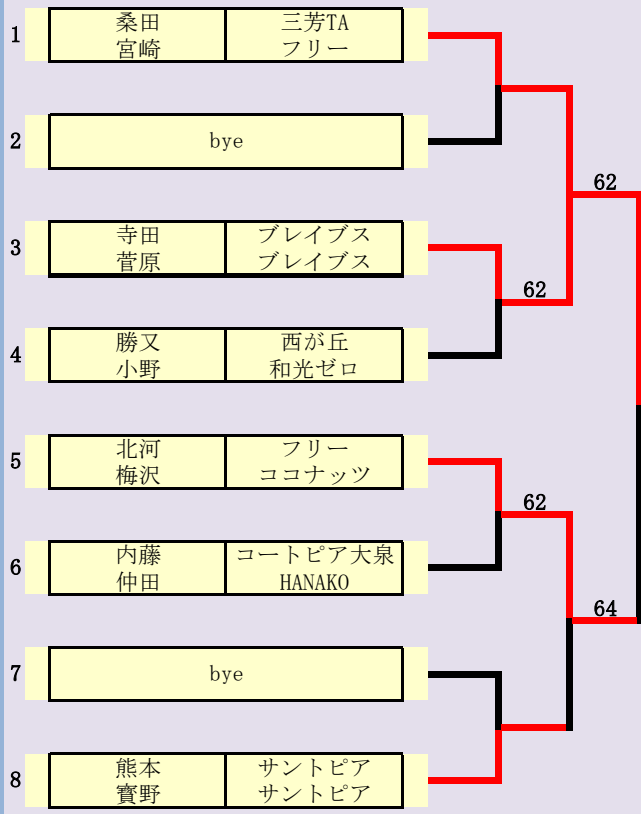 1 桑田 三芳TA
宮崎 フリー
2 bye
62
3 寺田 ブレイブス
菅原 ブレイブス
62
4 勝又 西が丘
小野 和光ゼロ
5 北河 フリー
梅沢 ココナッツ
62
6 内藤 コートピア大泉
仲田 HANAKO
64
7 bye
8 熊本 サントピア
寳野 サントピア